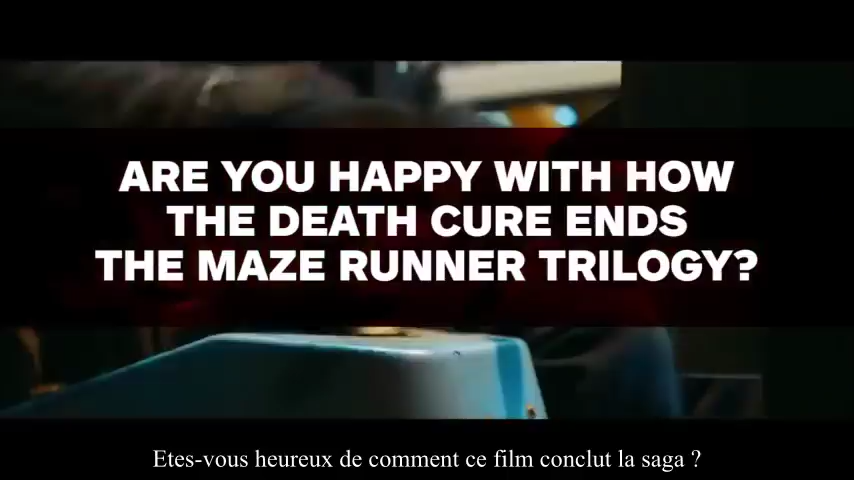 ARE YOU HAPPY WITH HOW
THE DEATH CURE ENDS
THE MAZE RUNNER TRILOGY?
Etes-vous heureux de comment ce film conclut la saga ?